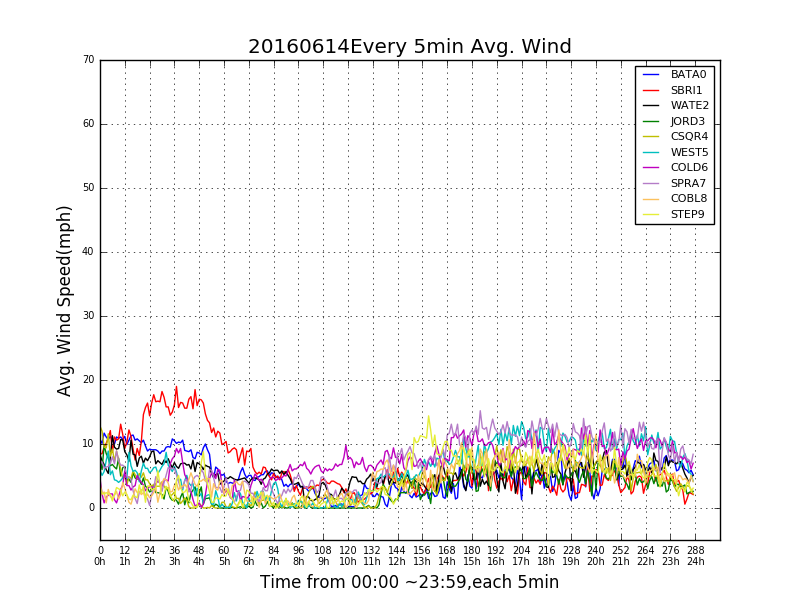 20160614Every 5min Avg. Wind
70
60
50
40
30
20
10
0
Avg. Wind Speed(mph)
BATA0
SBRI1
WATE2
JORD3
CSQR4
WEST5
COLD6
SPRA7
COBL8
STEP9
0 12 24 36 48 60 72 84 96 108 120 132 144 156 168 180 192 204 216 228 240 252 264 276 288
0h 1h 2h 3h 4h 5h 6h 7h 8h 9h 10h 11h 12h 13h 14h 15h 16h 17h 18h 19h 20h 21h 22h 23h 24h
Time from 00:00 ~23:59,each 5min